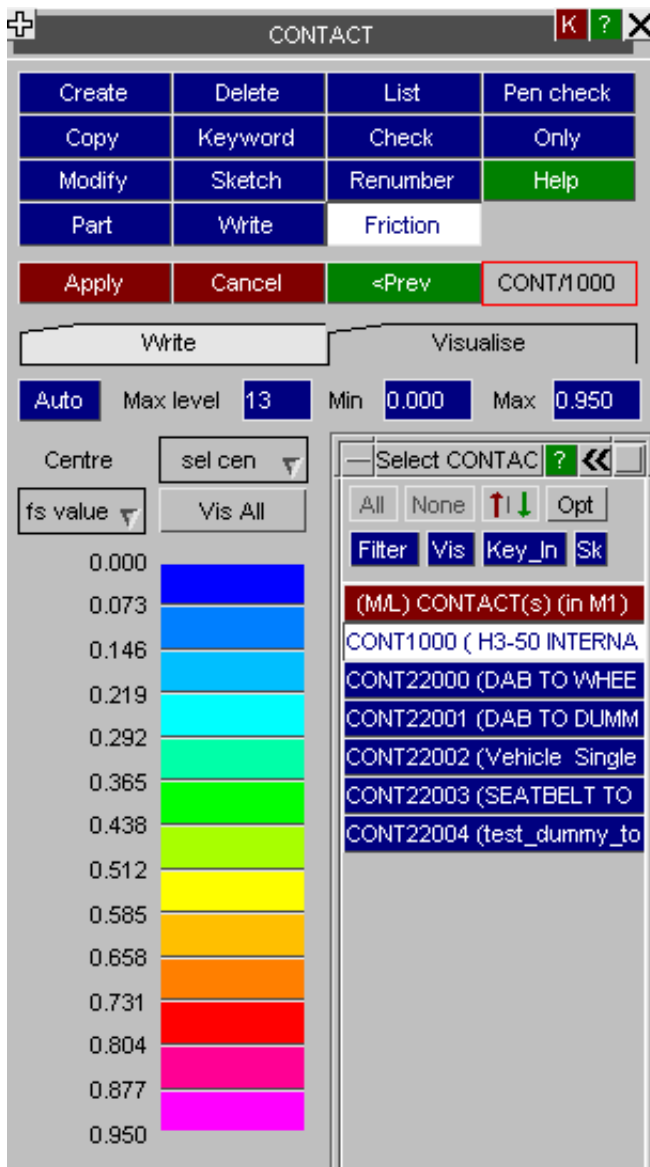 CONTACT K ?
Create Delete List Pen check
Copy Keyword Check Only
Modify Sketch Renumber Help
Part Write Friction
Apply Cancel <Prev CONT/1000
Write Visualise
Auto Max level 13 Min 0.000 Max 0.950
Centre sel cen
fs value Vis All
0.000
0.073
0.146
0.219
0.292
0.365
0.438
0.512
0.585
0.658
0.731
0.804
0.877
0.950
Select CONTAC ?
All None Opt
Filter Vis Key_In Sk
(M/L) CONTACT(s) (in M1)
CONT1000 ( H3-50 INTERNA
CONT22000 (DAB TO WHEE
CONT22001 (DAB TO DUMM
CONT22002 (Vehicle Single
CONT22003 (SEATBELT TO
CONT22004 (test_dummy_to